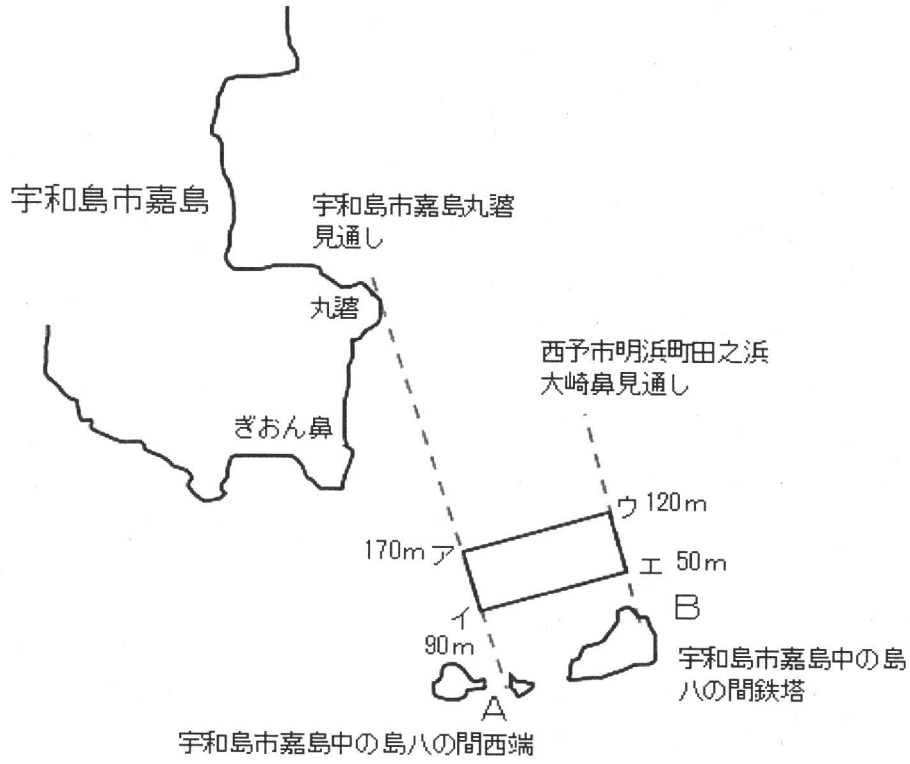 宇和島市嘉島
宇和島市嘉島丸碆
見通し
丸碆
西予市明浜町田之浜
大崎鼻見通し
ぎおん鼻
ウ 120m
170m ア
エ 50m
イ
90m
B
A
宇和島市嘉島中の島
八の間鉄塔
宇和島市嘉島中の島八の間西端